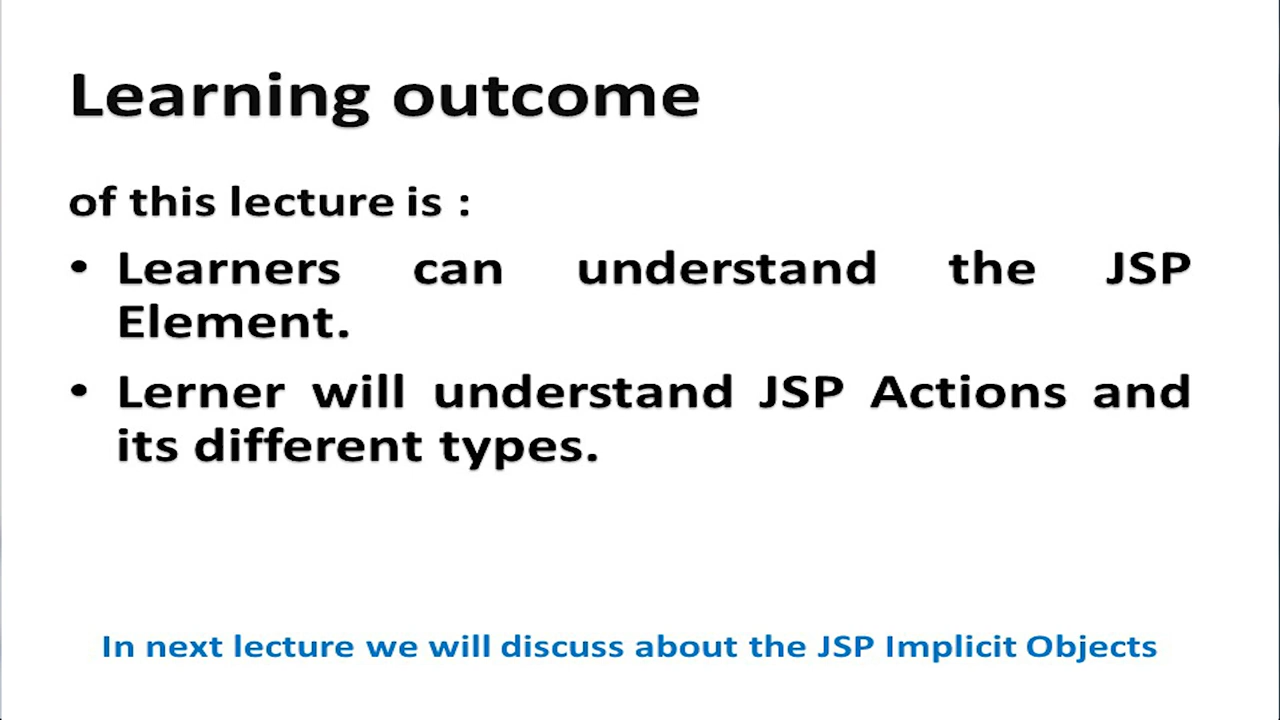 Learning outcome
of this lecture is :
• Learners can understand the JSP
Element.
• Lerner will understand JSP Actions and
its different types.
In next lecture we will discuss about the JSP Implicit Objects